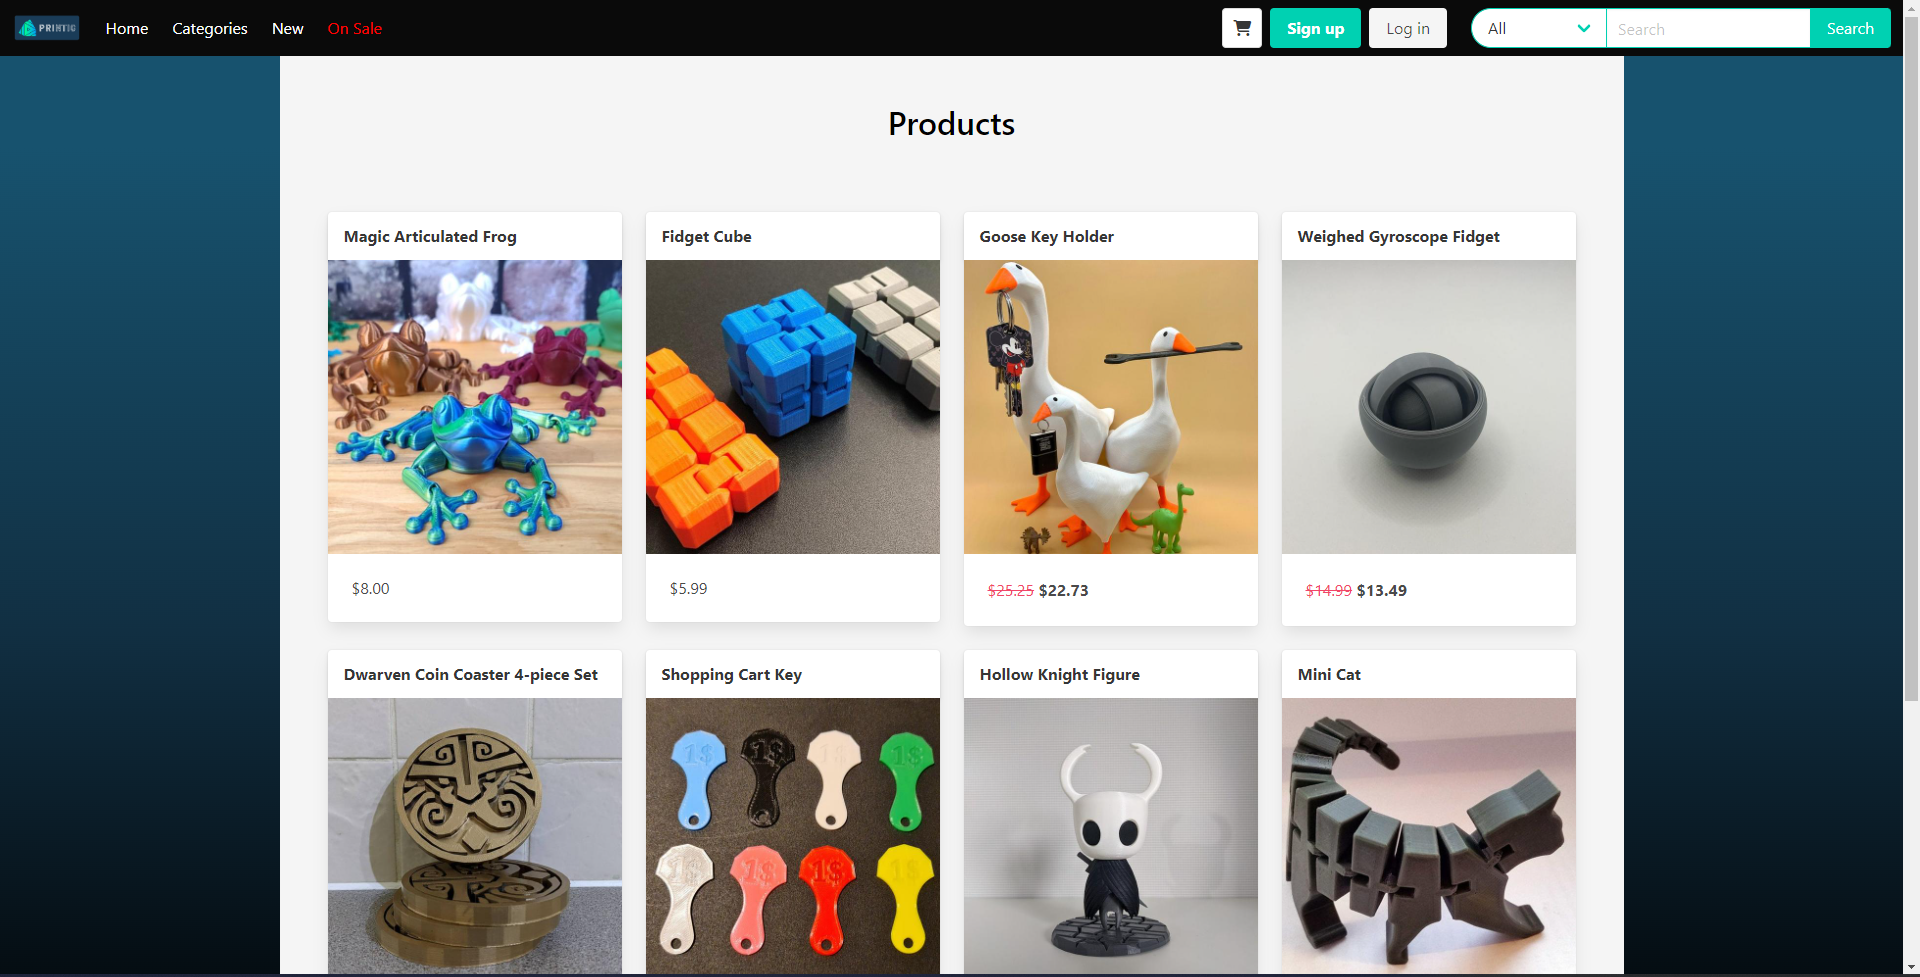 PRINTIC
Home
Categories
New
On Sale
Sign up
Log in
All
Search
Search
Products
Magic Articulated Frog
Fidget Cube
Goose Key Holder
Weighed Gyroscope Fidget
$8.00
$5.99
$25.25 $22.73
$14.99 $13.49
Dwarven Coin Coaster 4-piece Set
Shopping Cart Key
Hollow Knight Figure
Mini Cat
1$ 1$ 1$ 1$
1$ 1$ 1$ 1$